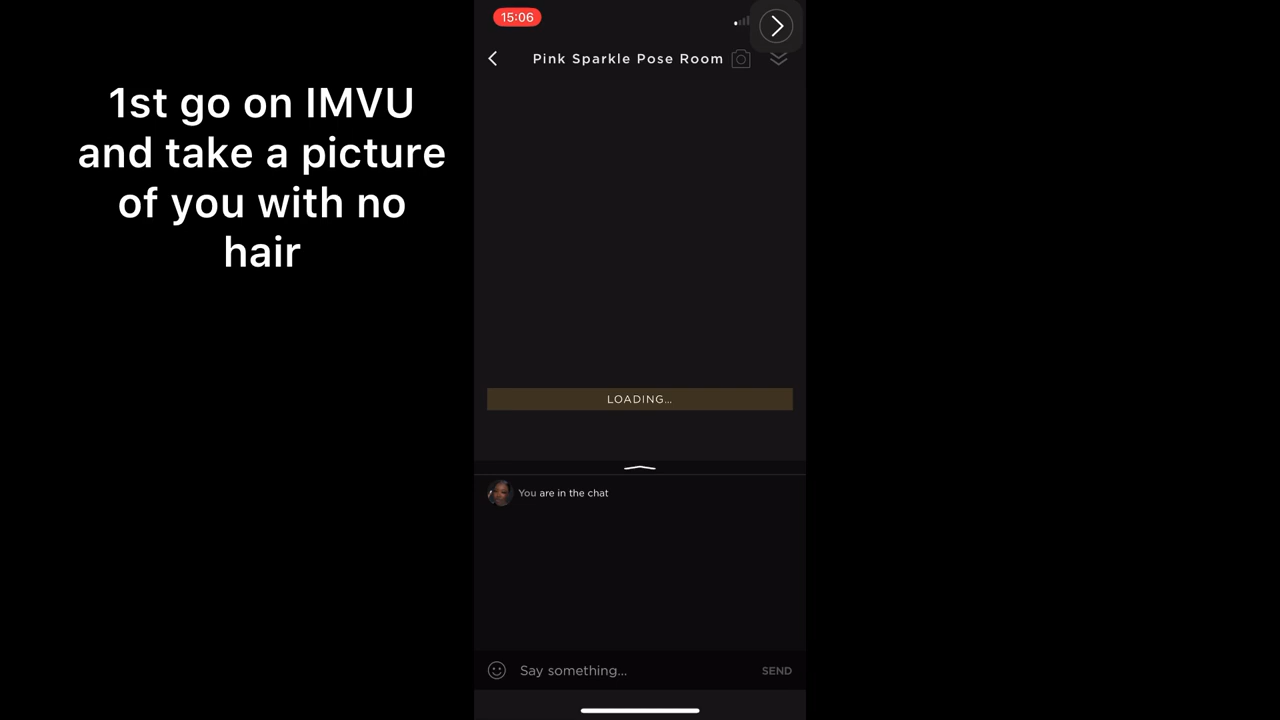 1st go on IMVU
and take a picture
of you with no
hair
15:06
Pink Sparkle Pose Room
LOADING...
You are in the chat
Say something...
SEND